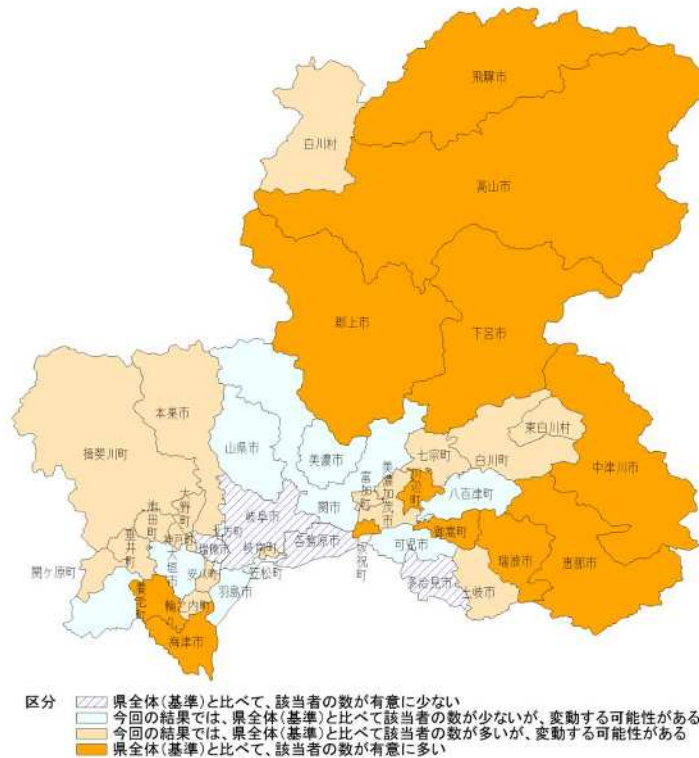 飛騨市
白川村
高山市
郡上市
下呂市
本巣市
揖斐川町
山県市
美濃市
七宗町
白川町
東白川村
中津川市
富加町
美濃加茂市
川辺町
八百津町
大野町
池田町
岐阜市
関市
垂井町
神戸町
北方町
瑞穂市
各務原市
坂祝町
可児市
御嵩町
瑞浪市
恵那市
関ケ原町
大垣市
安八町
岐南町
笠松町
羽島市
多治見市
土岐市
養老町
輪之内町
海津市
区分
県全体(基準)と比べて、該当者の数が有意に少ない
今回の結果では、県全体(基準)と比べて該当者の数が少ないが、変動する可能性がある
今回の結果では、県全体(基準)と比べて該当者の数が多いが、変動する可能性がある
県全体(基準)と比べて、該当者の数が有意に多い